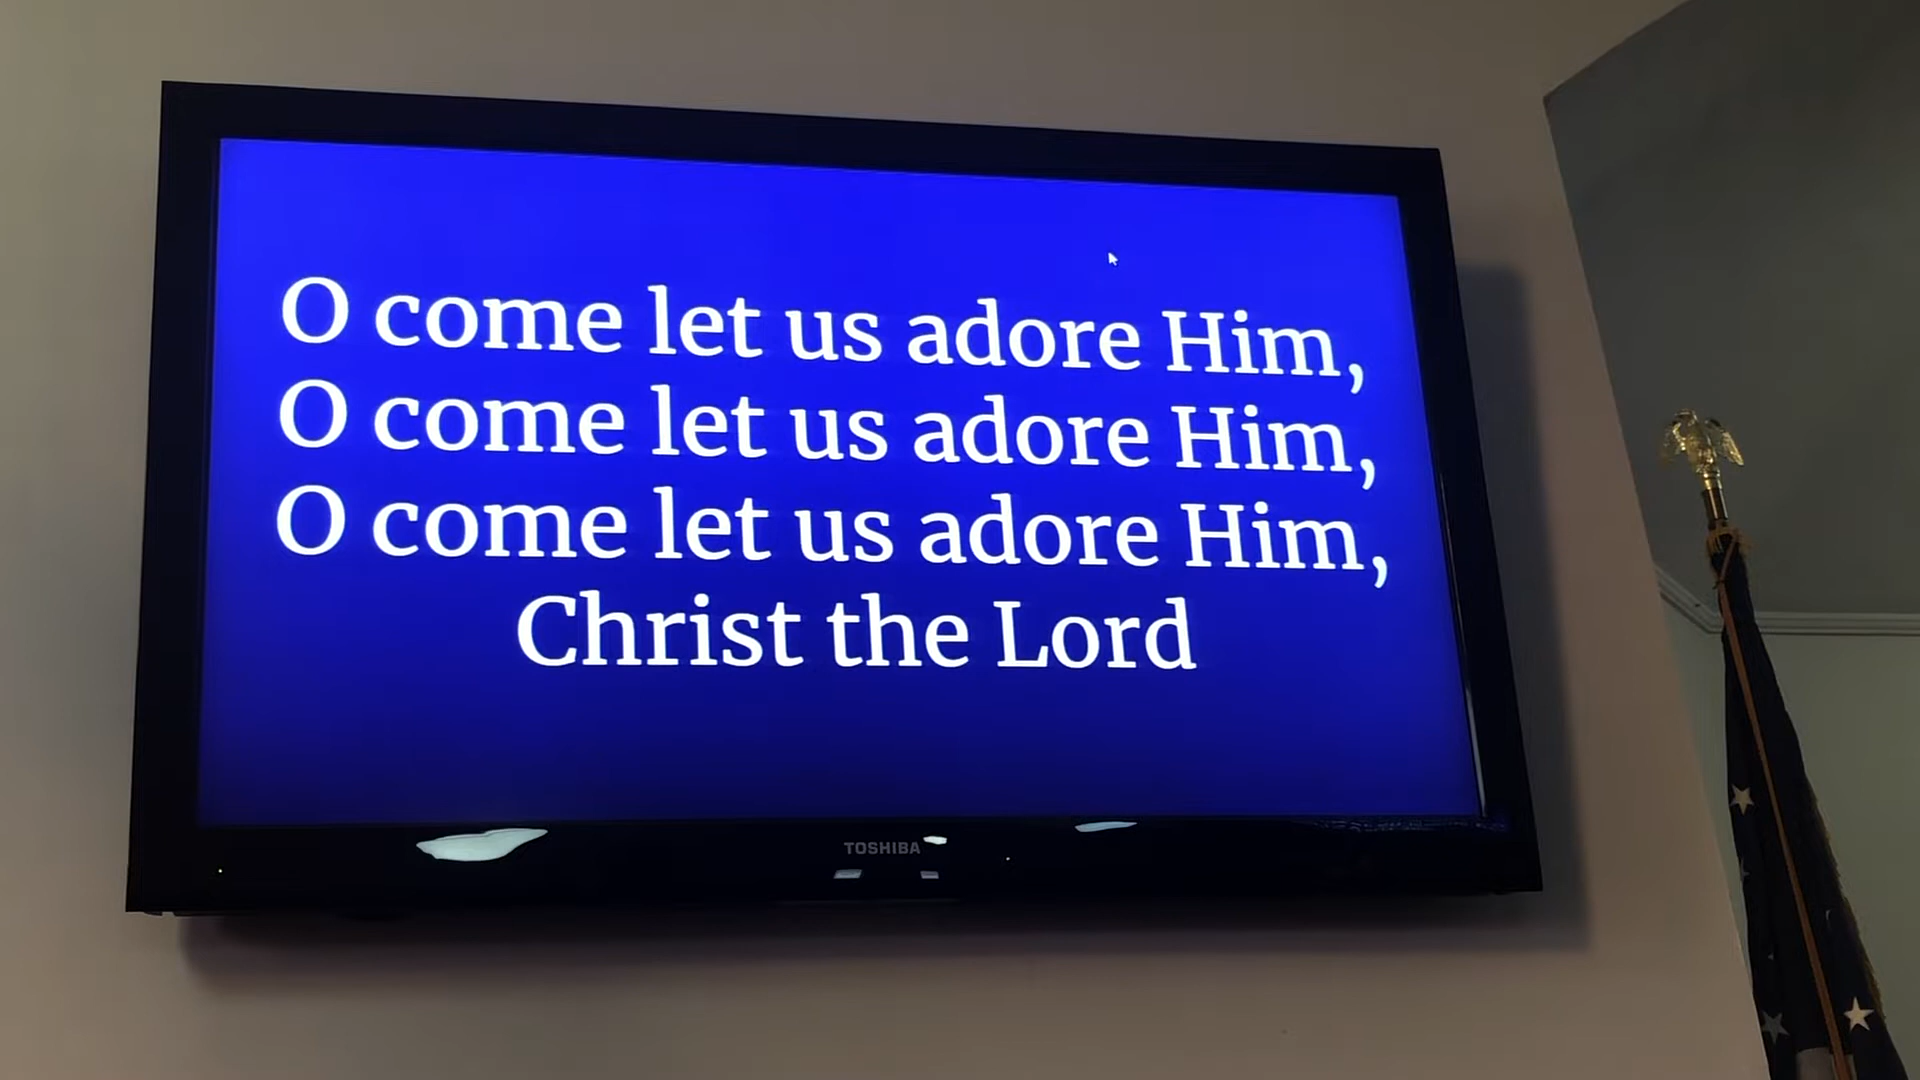 O come let us adore Him,
O come let us adore Him,
O come let us adore Him,
Christ the Lord
TOSHIBA